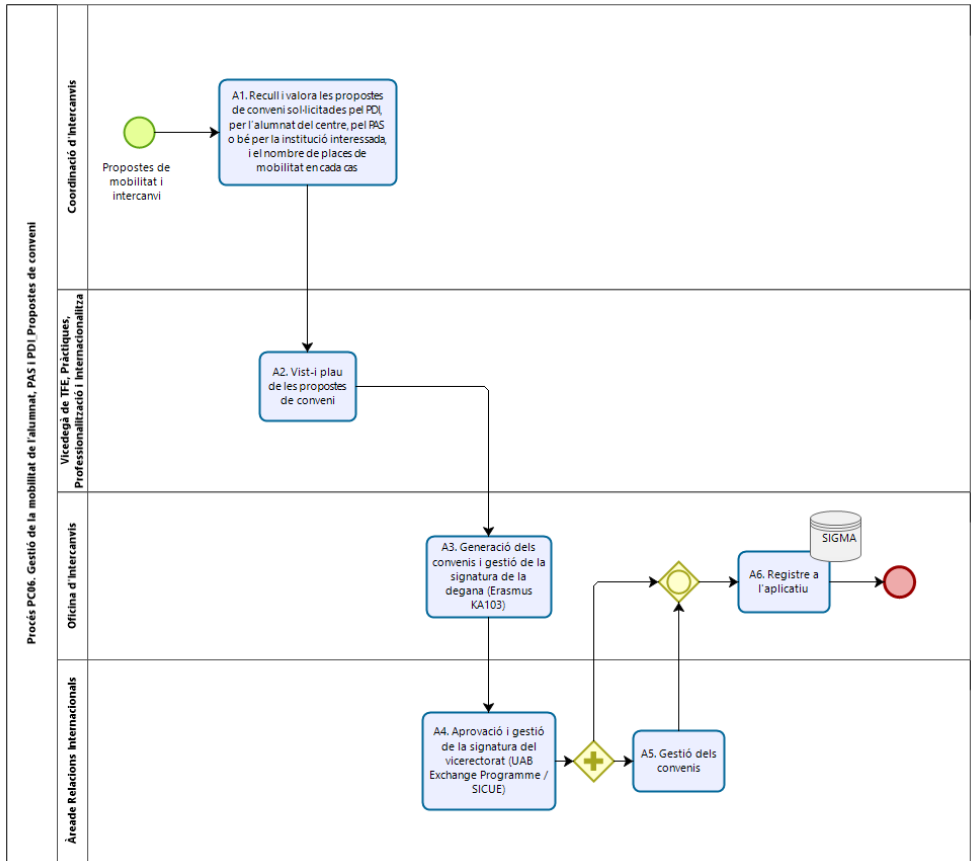 Procés PC06. Gestió de la mobilitat de l'alumnat, PAS i PDI_Propostes de conveni
Coordinació d'Intercanvis
Propostes de
mobilitat i
intercanvi
A1. Recull i valora les propostes
de conveni sol·licitades pel PDI,
per l'alumnat del centre, pel PAS
o bé per la institució interessada,
i el nombre de places de
mobilitat en cada cas
Vicedegà de TFE, Pràctiques,
Professionalització i Internacionalitza
A2. Vist-i plau
de les propostes
de conveni
Oficina d'Intercanvis
A3. Generació dels
convenis i gestió de la
signatura de la
degana (Erasmus
KA103)
SIGMA
A6. Registre a
l'aplicatiu
Àreade Relacions Internacionals
A4. Aprovació i gestió
de la signatura del
vicerectorat (UAB
Exchange Programme /
SICUE)
A5. Gestió dels
convenis